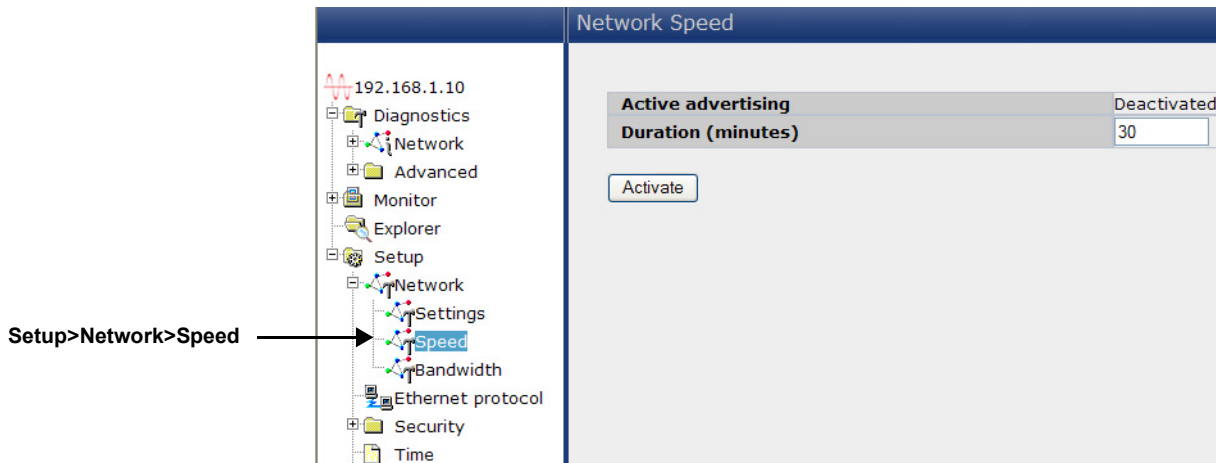 Network Speed
192.168.1.10
Diagnostics
Network
Advanced
Monitor
Explorer
Setup
Network
Settings
Speed
Bandwidth
Ethernet protocol
Security
Time
Setup>Network>Speed
Active advertising Deactivated
Duration (minutes) 30
Activate